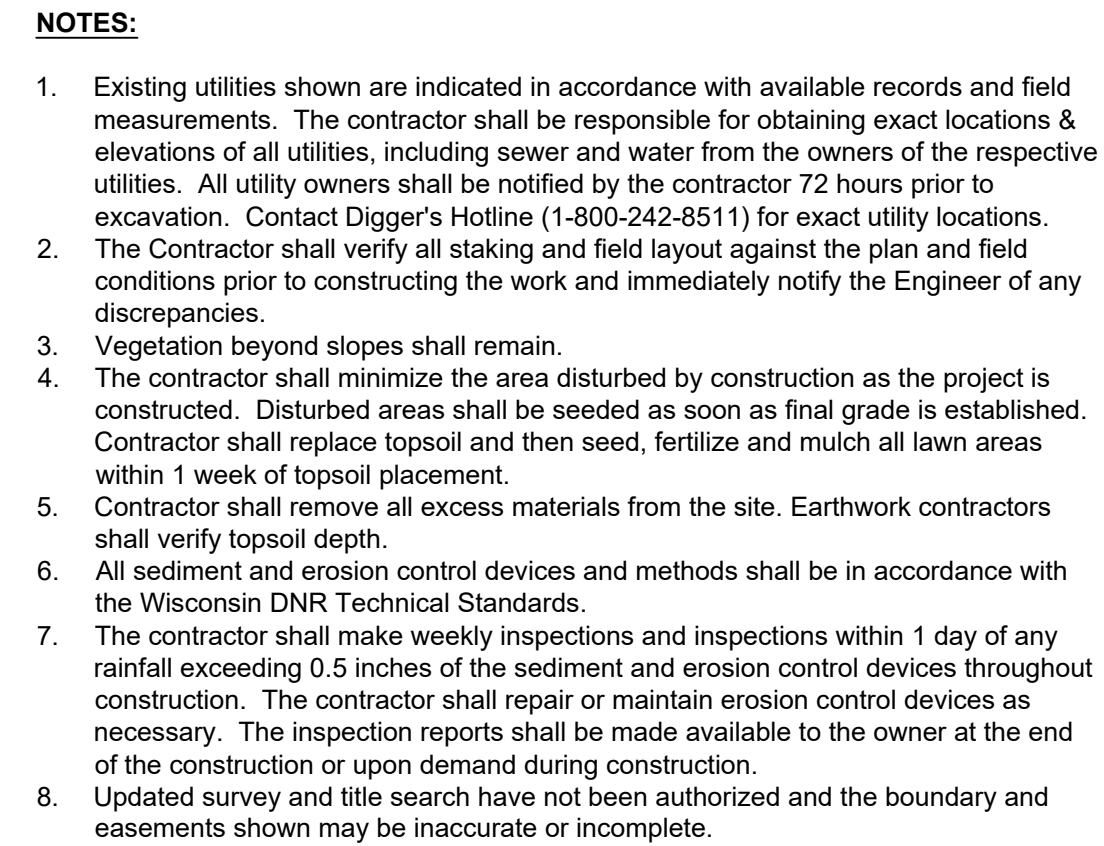 NOTES:
1. Existing utilities shown are indicated in accordance with available records and field
measurements. The contractor shall be responsible for obtaining exact locations &
elevations of all utilities, including sewer and water from the owners of the respective
utilities. All utility owners shall be notified by the contractor 72 hours prior to
excavation. Contact Digger's Hotline (1-800-242-8511) for exact utility locations.
2. The Contractor shall verify all staking and field layout against the plan and field
conditions prior to constructing the work and immediately notify the Engineer of any
discrepancies.
3. Vegetation beyond slopes shall remain.
4. The contractor shall minimize the area disturbed by construction as the project is
constructed. Disturbed areas shall be seeded as soon as final grade is established.
Contractor shall replace topsoil and then seed, fertilize and mulch all lawn areas
within 1 week of topsoil placement.
5. Contractor shall remove all excess materials from the site. Earthwork contractors
shall verify topsoil depth.
6. All sediment and erosion control devices and methods shall be in accordance with
the Wisconsin DNR Technical Standards.
7. The contractor shall make weekly inspections and inspections within 1 day of any
rainfall exceeding 0.5 inches of the sediment and erosion control devices throughout
construction. The contractor shall repair or maintain erosion control devices as
necessary. The inspection reports shall be made available to the owner at the end
of the construction or upon demand during construction.
8. Updated survey and title search have not been authorized and the boundary and
easements shown may be inaccurate or incomplete.